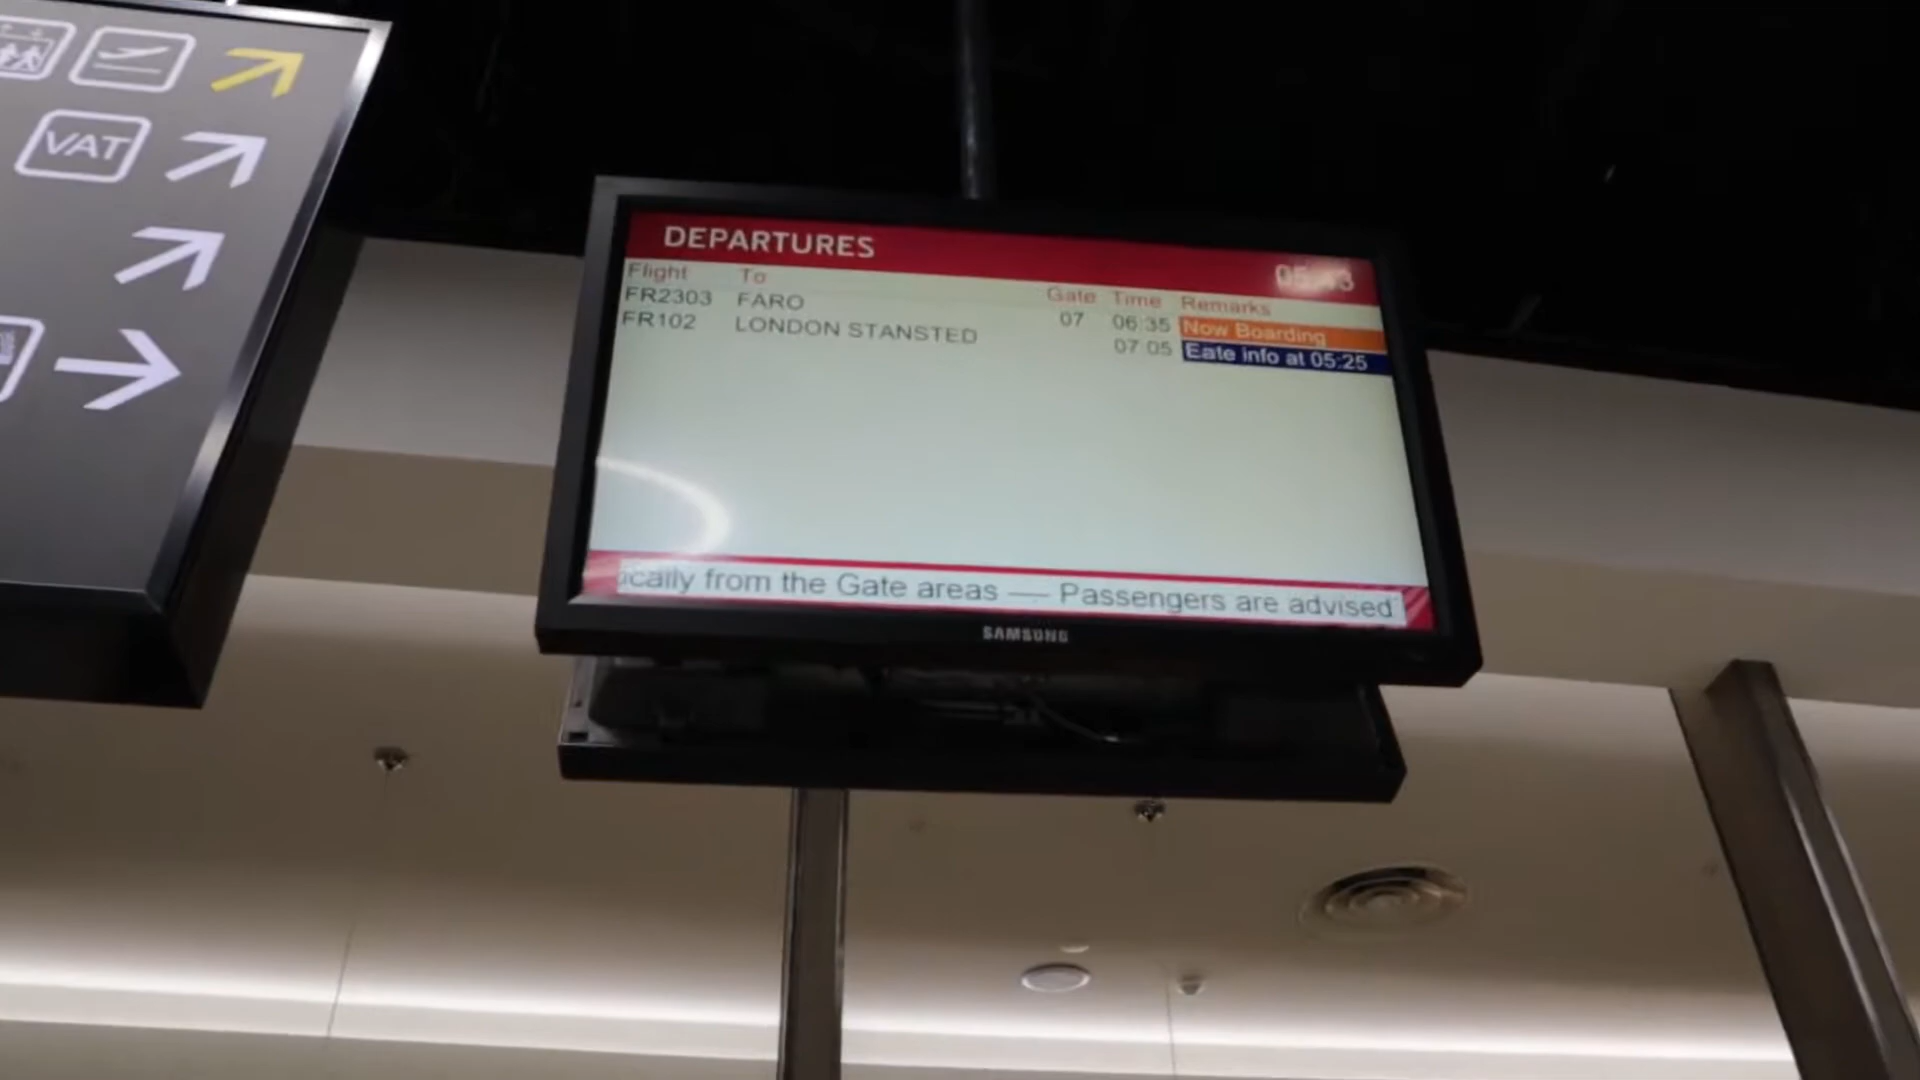 VAT
DEPARTURES
Flight To Gate Time Remarks
FR2303 FARO 07 06:35 Now Boarding
FR102 LONDON STANSTED 07 05 Eate info at 05:25
ically from the Gate areas — Passengers are advised
SAMSUNG